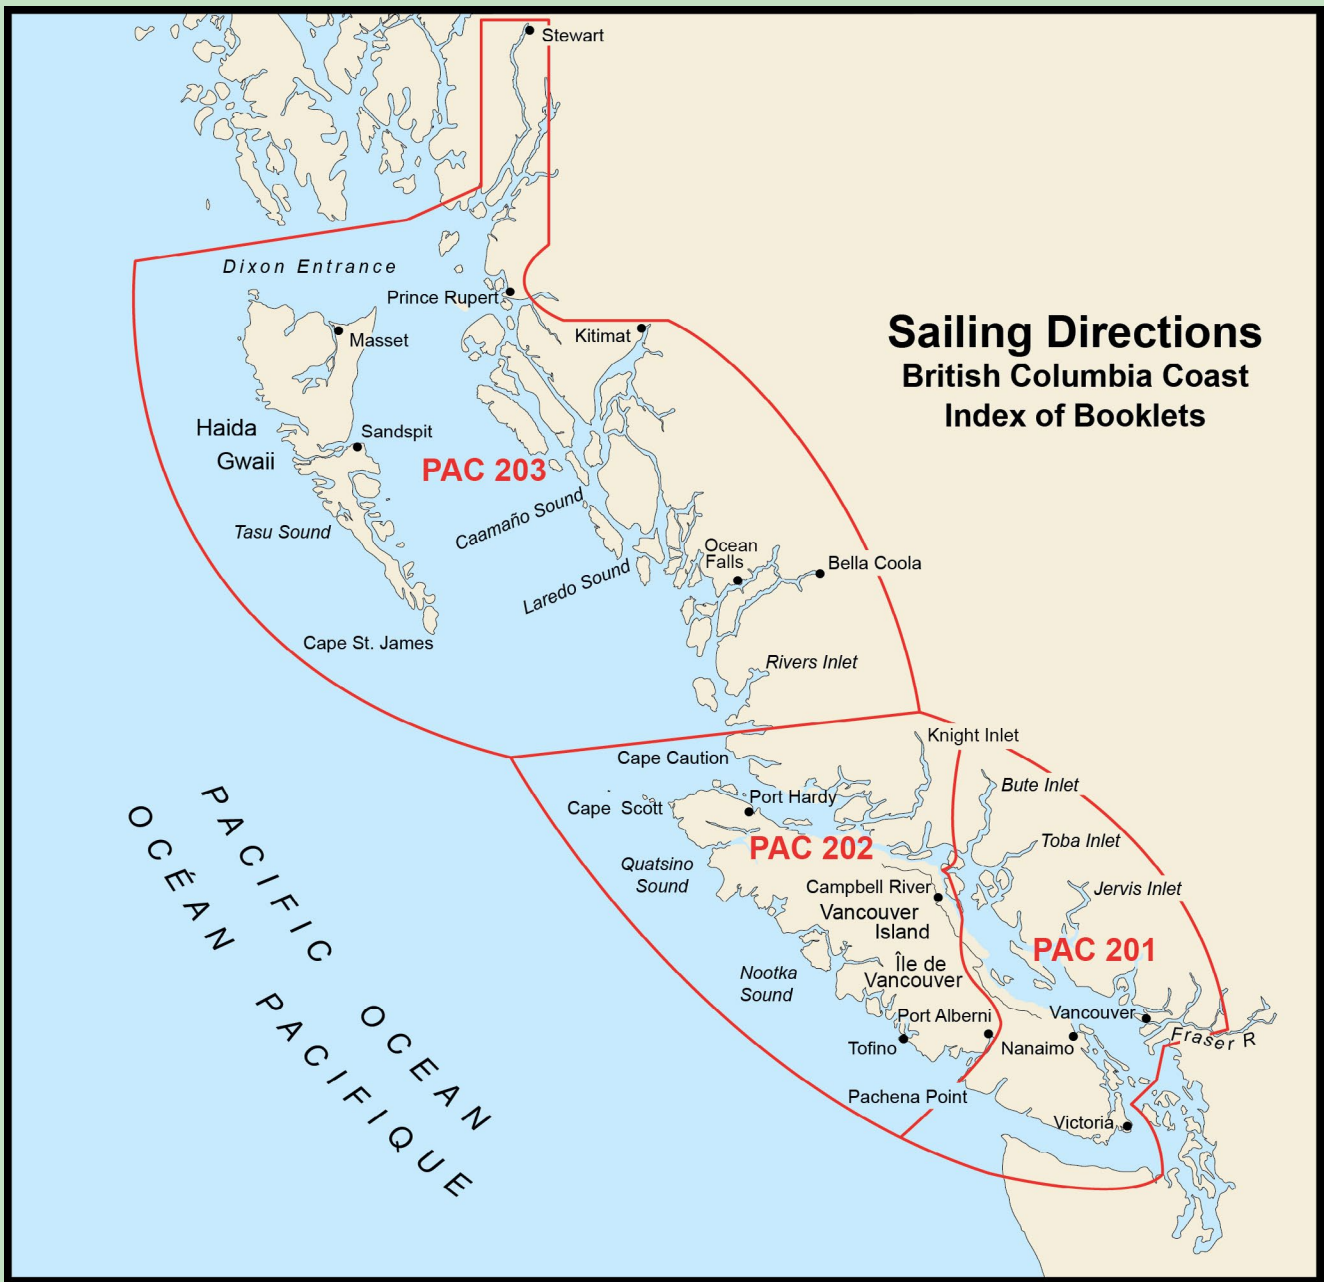 Stewart
Dixon Entrance
Prince Rupert
Masset
Kitimat
Sailing Directions
British Columbia Coast
Index of Booklets
Haida
Gwaii
Sandspit
PAC 203
Caamaño Sound
Tasu Sound
Ocean
Falls
Bella Coola
Laredo Sound
Cape St. James
Rivers Inlet
Knight Inlet
Cape Caution
Bute Inlet
Port Hardy
Cape Scott
PACIFIC OCEAN
OCÉAN PACIFIQUE
PAC 202
Toba Inlet
Quatsino
Sound
Campbell River
Jervis Inlet
Vancouver
Island
PAC 201
Île de
Vancouver
Nootka
Sound
Port Alberni
Vancouver
Fraser R
Tofino
Nanaimo
Pachena Point
Victoria